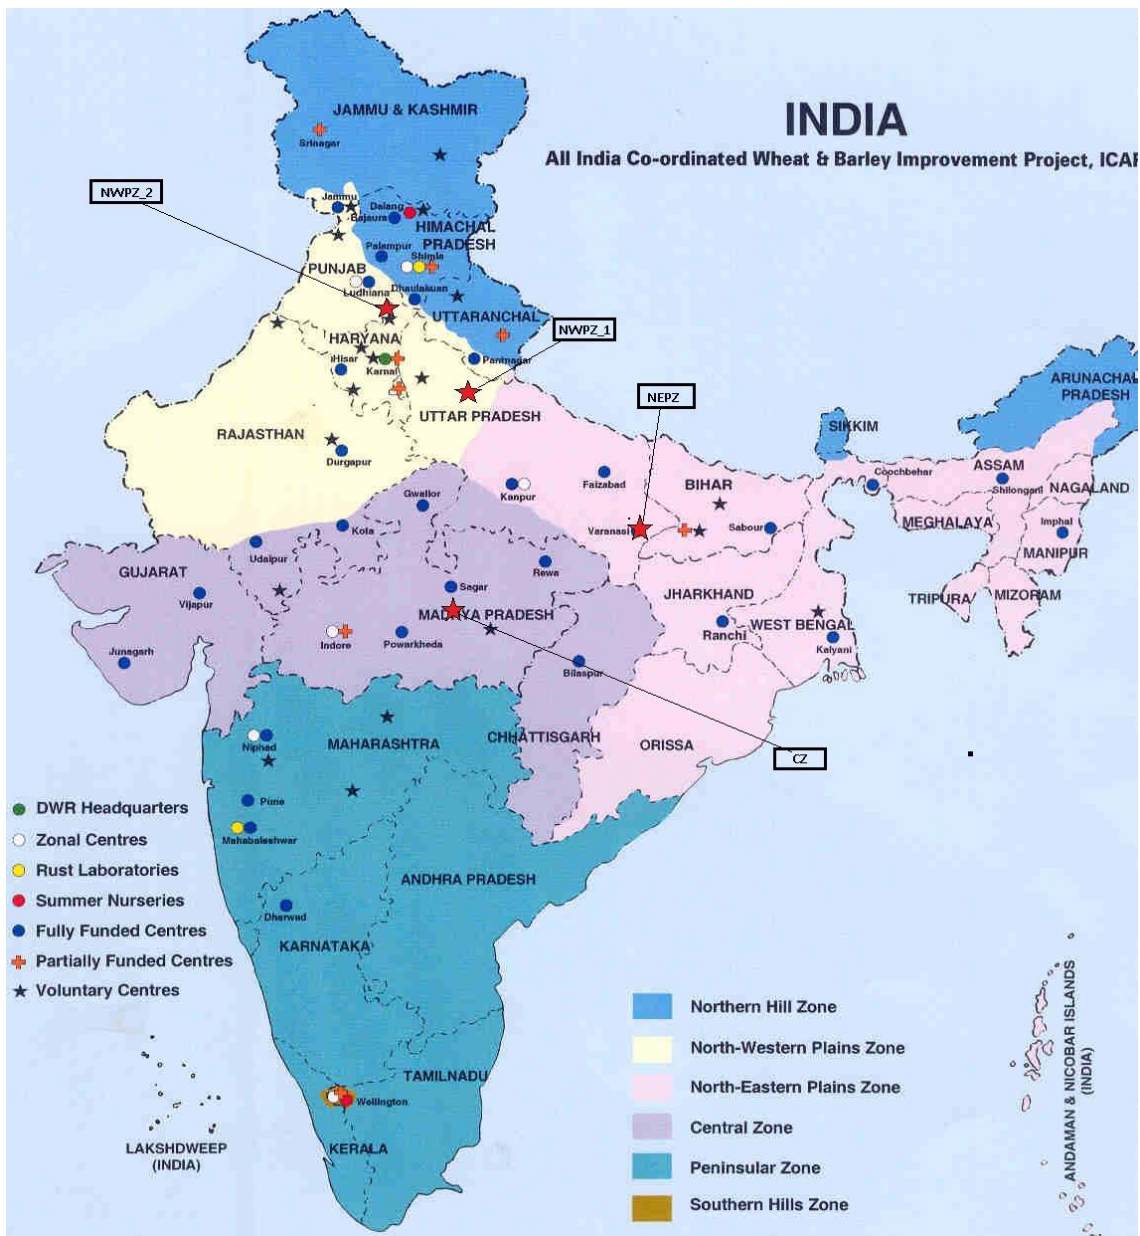 INDIA
All India Co-ordinated Wheat & Barley Improvement Project, ICAR
JAMMU & KASHMIR
Srinagar
NWPZ_2
Jammu
Dalang
Bajaura
HIMACHAL
PRADESH
Palampur
Shimla
PUNJAB
Ludhiana
Dhaulakuan
UTTARANCHAL
NWPZ_1
HARYANA
Hisar
Karnal
Pantnagar
UTTAR PRADESH
NEPZ
ARUNACHAL
PRADESH
RAJASTHAN
Durgapur
SIKKIM
Coochbehar
ASSAM
Shilongani
NAGALAND
Gwalior
Kanpur
Faizabad
BIHAR
MEGHALAYA
Imphal
MANIPUR
Kota
Varanasi
Sabour
Udaipur
GUJARAT
Vijapur
Rewa
Sagar
MADHYA PRADESH
JHARKHAND
Ranchi
WEST BENGAL
Kalyani
TRIPURA
MIZORAM
Junagarh
Indore
Powarkheda
Bilaspur
Niphad
MAHARASHTRA
CHHATTISGARH
ORISSA
CZ
Pune
Mahabaleshwar
DWR Headquarters
Zonal Centres
Rust Laboratories
Summer Nurseries
Fully Funded Centres
Partially Funded Centres
Voluntary Centres
ANDHRA PRADESH
Dharwad
KARNATAKA
TAMILNADU
Wellington
KERALA
LAKSHDWEEP
(INDIA)
Northern Hill Zone
North-Western Plains Zone
North-Eastern Plains Zone
Central Zone
Peninsular Zone
Southern Hills Zone
ANDAMAN & NICOBAR ISLANDS
(INDIA)